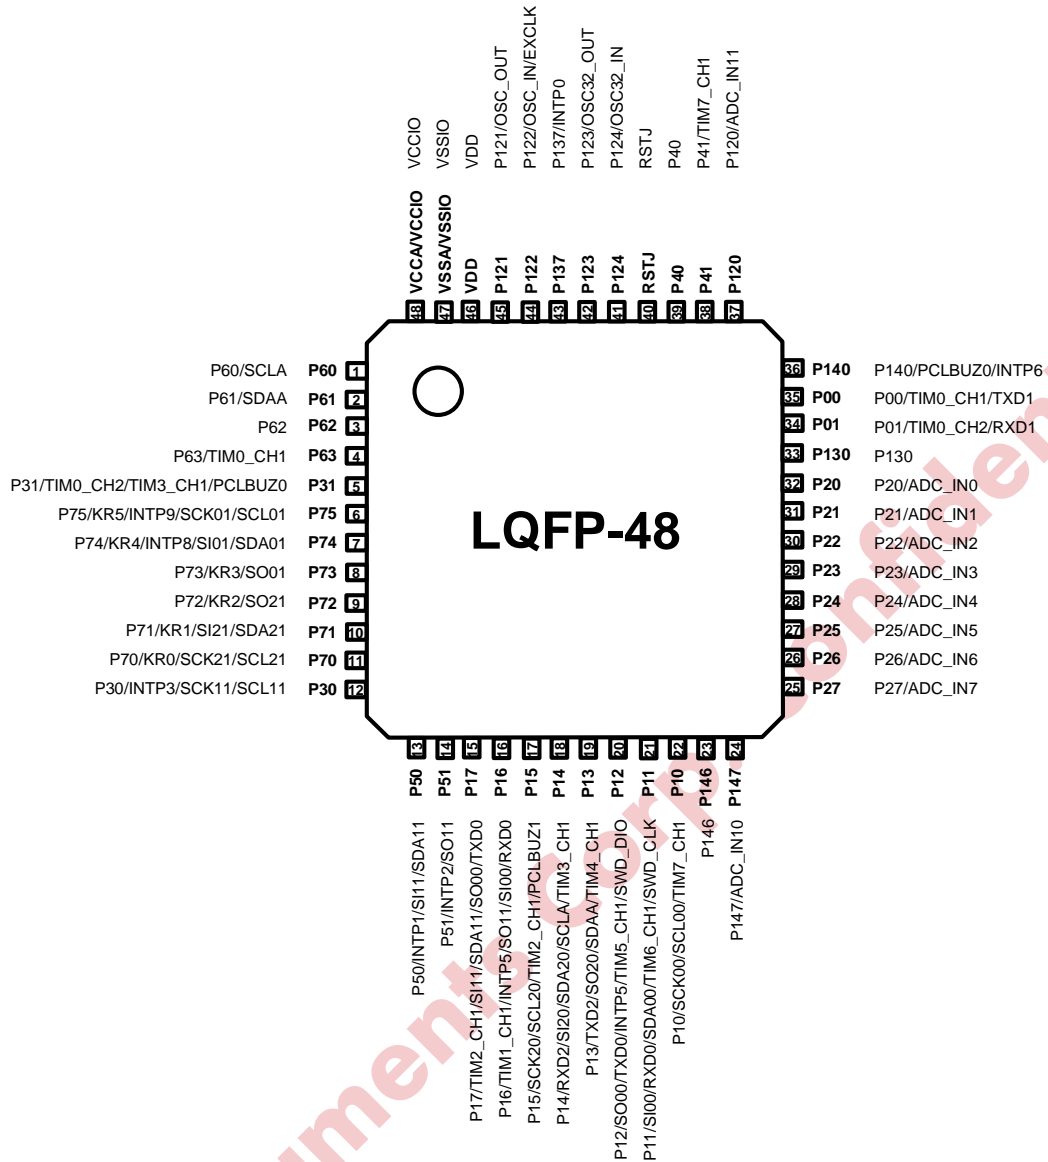 P121/OSC_OUT
P122/OSC_IN/EXCLK
P137/INTP0
P123/OSC32_OUT
P124/OSC32_IN
P41/TIM7_CH1
P120/ADC_IN11
VCCIO
VSSIO
VDD
RSTJ
P40
VCCA/VCCIO
VSSA/VSSIO
VDD
P121
P122
P137
P123
P124
RSTJ
P40
P41
P120
48
47
46
45
44
43
42
41
40
39
38
37
P60/SCLA P60 1
P61/SDAA P61 2
P62 P62 3
P63/TIM0_CH1 P63 4
P31/TIM0_CH2/TIM3_CH1/PCLBUZ0 P31 5
P75/KR5/INTP9/SCK01/SCL01 P75 6
P74/KR4/INTP8/SI01/SDA01 P74 7
P73/KR3/SO01 P73 8
P72/KR2/SO21 P72 9
P71/KR1/SI21/SDA21 P71 10
P70/KR0/SCK21/SCL21 P70 11
P30/INTP3/SCK11/SCL11 P30 12
LQFP-48
36 P140 P140/PCLBUZ0/INTP6
35 P00 P00/TIM0_CH1/TXD1
34 P01 P01/TIM0_CH2/RXD1
33 P130 P130
32 P20 P20/ADC_IN0
31 P21 P21/ADC_IN1
30 P22 P22/ADC_IN2
29 P23 P23/ADC_IN3
28 P24 P24/ADC_IN4
27 P25 P25/ADC_IN5
26 P26 P26/ADC_IN6
25 P27 P27/ADC_IN7
13
14
15
16
17
18
19
20
21
22
23
24
P50
P51
P17
P16
P15
P14
P13
P12
P11
P10
P146
P147
P50/INTP1/SI11/SDA11
P51/INTP2/SO11
P17/TIM2_CH1/SI11/SDA11/SO00/TXD0
P16/TIM1_CH1/INTP5/SO11/SI00/RXD0
P15/SCK20/SCL20/TIM2_CH1/PCLBUZ1
P14/RXD2/SI20/SDA20/SCLA/TIM3_CH1
P13/TXD2/SO20/SDAA/TIM4_CH1
P12/SO00/TXD0/INTP5/TIM5_CH1/SWD_DIO
P11/SI00/RXD0/SDA00/TIM6_CH1/SWD_CLK
P10/SCK00/SCL00/TIM7_CH1
P146
P147/ADC_IN10